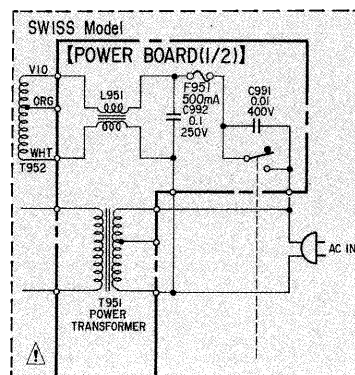 SWISS Model
【POWER BOARD(1/2)】
VIO
ORG
WHT
T952
L951
F951
500mA
C992
0.1
250V
C991
0.01
400V
AC IN
T951
POWER
TRANSFORMER